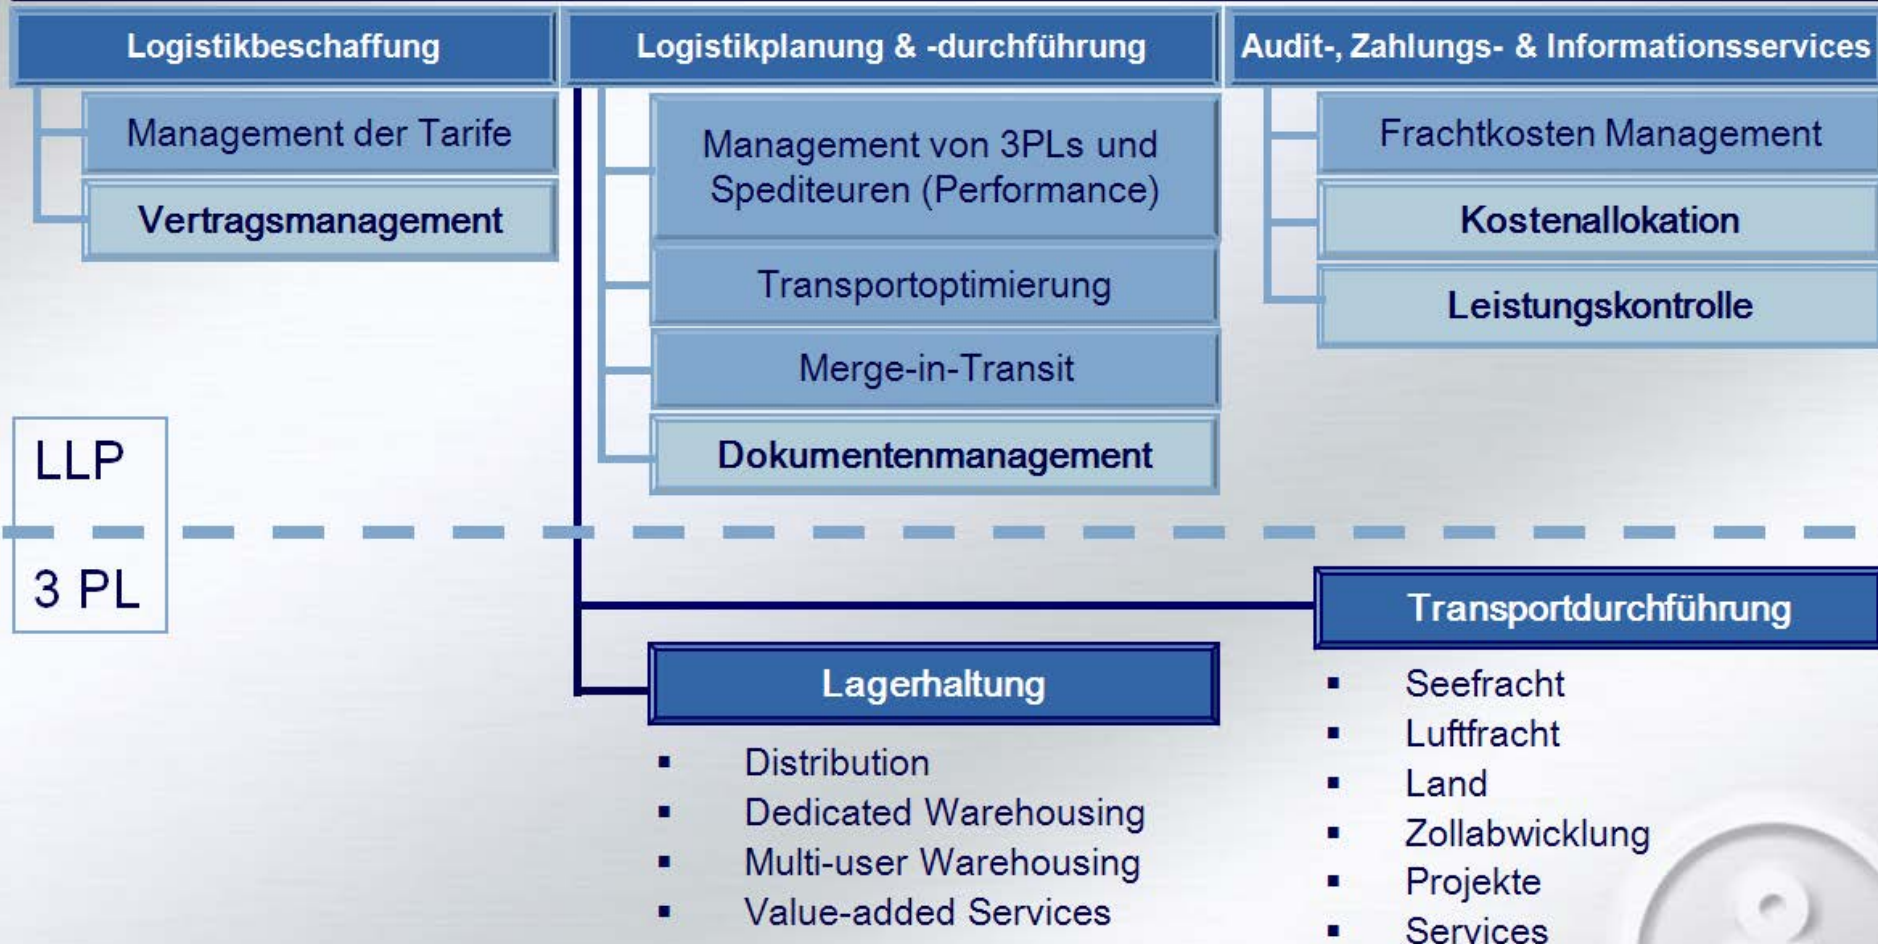 Logistikbeschaffung
Management der Tarife
Vertragsmanagement
Logistikplanung & -durchführung
Management von 3PLs und
Spediteuren (Performance)
Transportoptimierung
Merge-in-Transit
Dokumentenmanagement
Audit-, Zahlungs- & Informationsservices
Frachtkosten Management
Kostenallokation
Leistungskontrolle
LLP
3 PL
Lagerhaltung
▪ Distribution
▪ Dedicated Warehousing
▪ Multi-user Warehousing
▪ Value-added Services
Transportdurchführung
▪ Seefracht
▪ Luftfracht
▪ Land
▪ Zollabwicklung
▪ Projekte
▪ Services